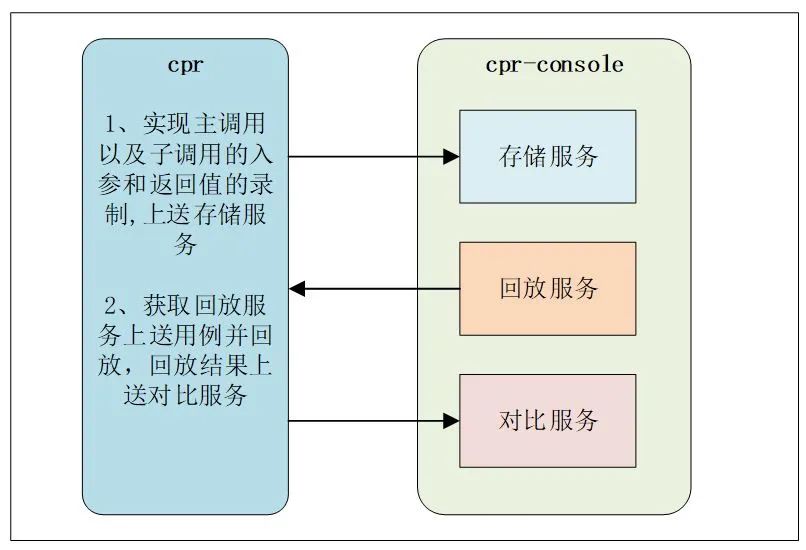 cpr
1、实现主调用
以及子调用的入
参和返回值的录
制,上送存储服
务
2、获取回放服
务上送用例并回
放，回放结果上
送对比服务
cpr-console
存储服务
回放服务
对比服务